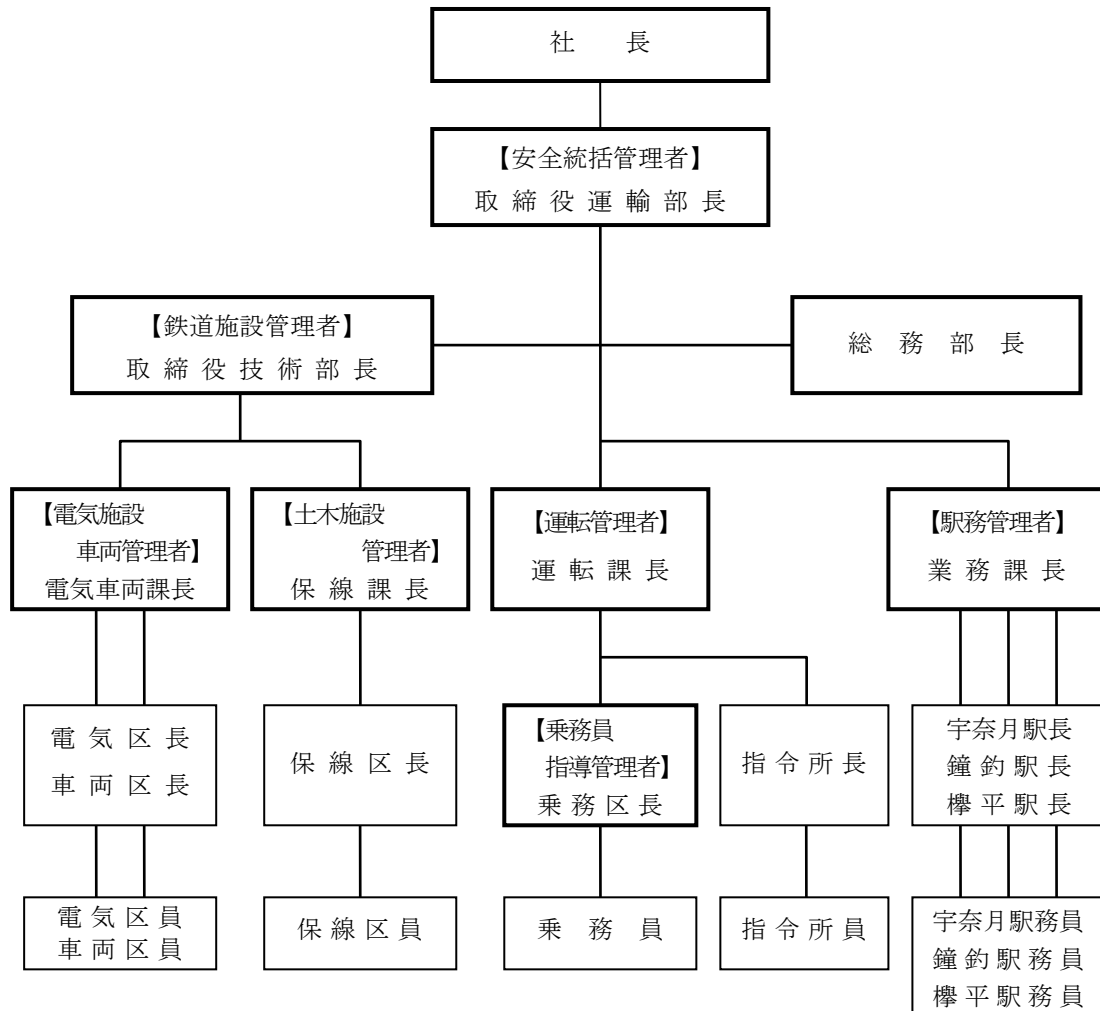 社　長
【安全統括管理者】
取締役運輸部長
【鉄道施設管理者】
取締役技術部長
総務部長
【電気施設
車両管理者】
電気車両課長
【土木施設
管理者】
保線課長
【運転管理者】
運転課長
【駅務管理者】
業務課長
電気区長
車両区長
保線区長
【乗務員
指導管理者】
乗務区長
指令所長
宇奈月駅長
鐘釣駅長
欅平駅長
電気区員
車両区員
保線区員
乗務員
指令所員
宇奈月駅務員
鐘釣駅務員
欅平駅務員